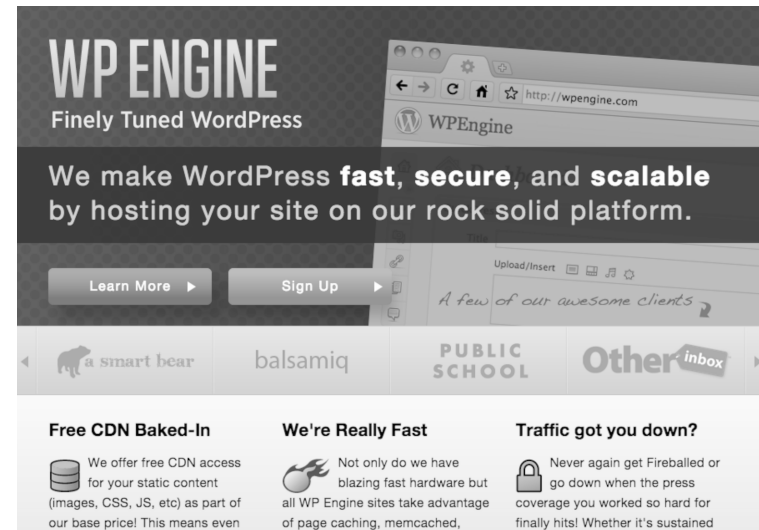 WP ENGINE
Finely Tuned WordPress
http://wpengine.com
WPEngine
We make WordPress fast, secure, and scalable
by hosting your site on our rock solid platform.
Title
Upload/Insert
Learn More
Sign Up
A few of our awesome clients
a smart bear
balsamiq
PUBLIC
SCHOOL
Other inbox
Free CDN Baked-In
We offer free CDN access
for your static content
(images, CSS, JS, etc) as part of
our base price! This means even
We're Really Fast
Not only do we have
blazing fast hardware but
all WP Engine sites take advantage
of page caching, memcached,
Traffic got you down?
Never again get Fireballed or
go down when the press
coverage you worked so hard for
finally hits! Whether it's sustained